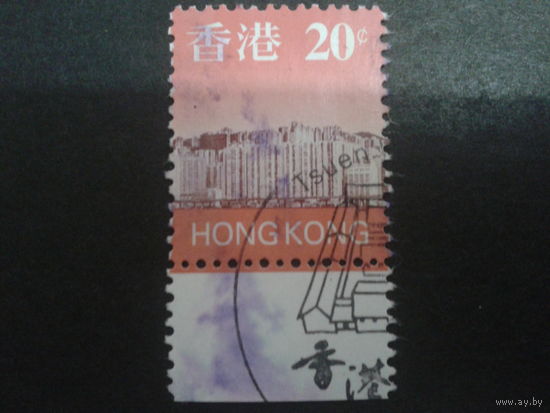 香港 20¢
Tsuen
HONG KONG
香港
www.ay.by